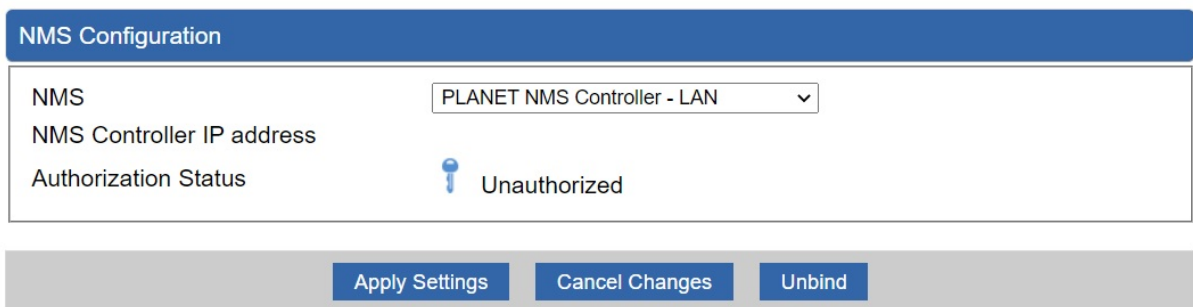 NMS Configuration
NMS PLANET NMS Controller - LAN
NMS Controller IP address
Authorization Status Unauthorized
Apply Settings Cancel Changes Unbind